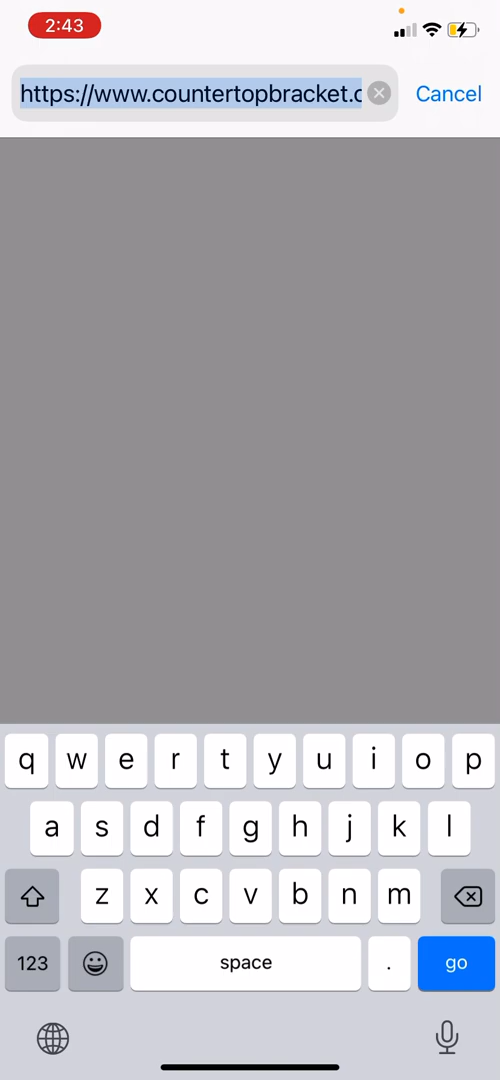 2:43
https://www.countertopbracket.c
Cancel
q w e r t y u i o p
a s d f g h j k l
z x c v b n m
123 space . go